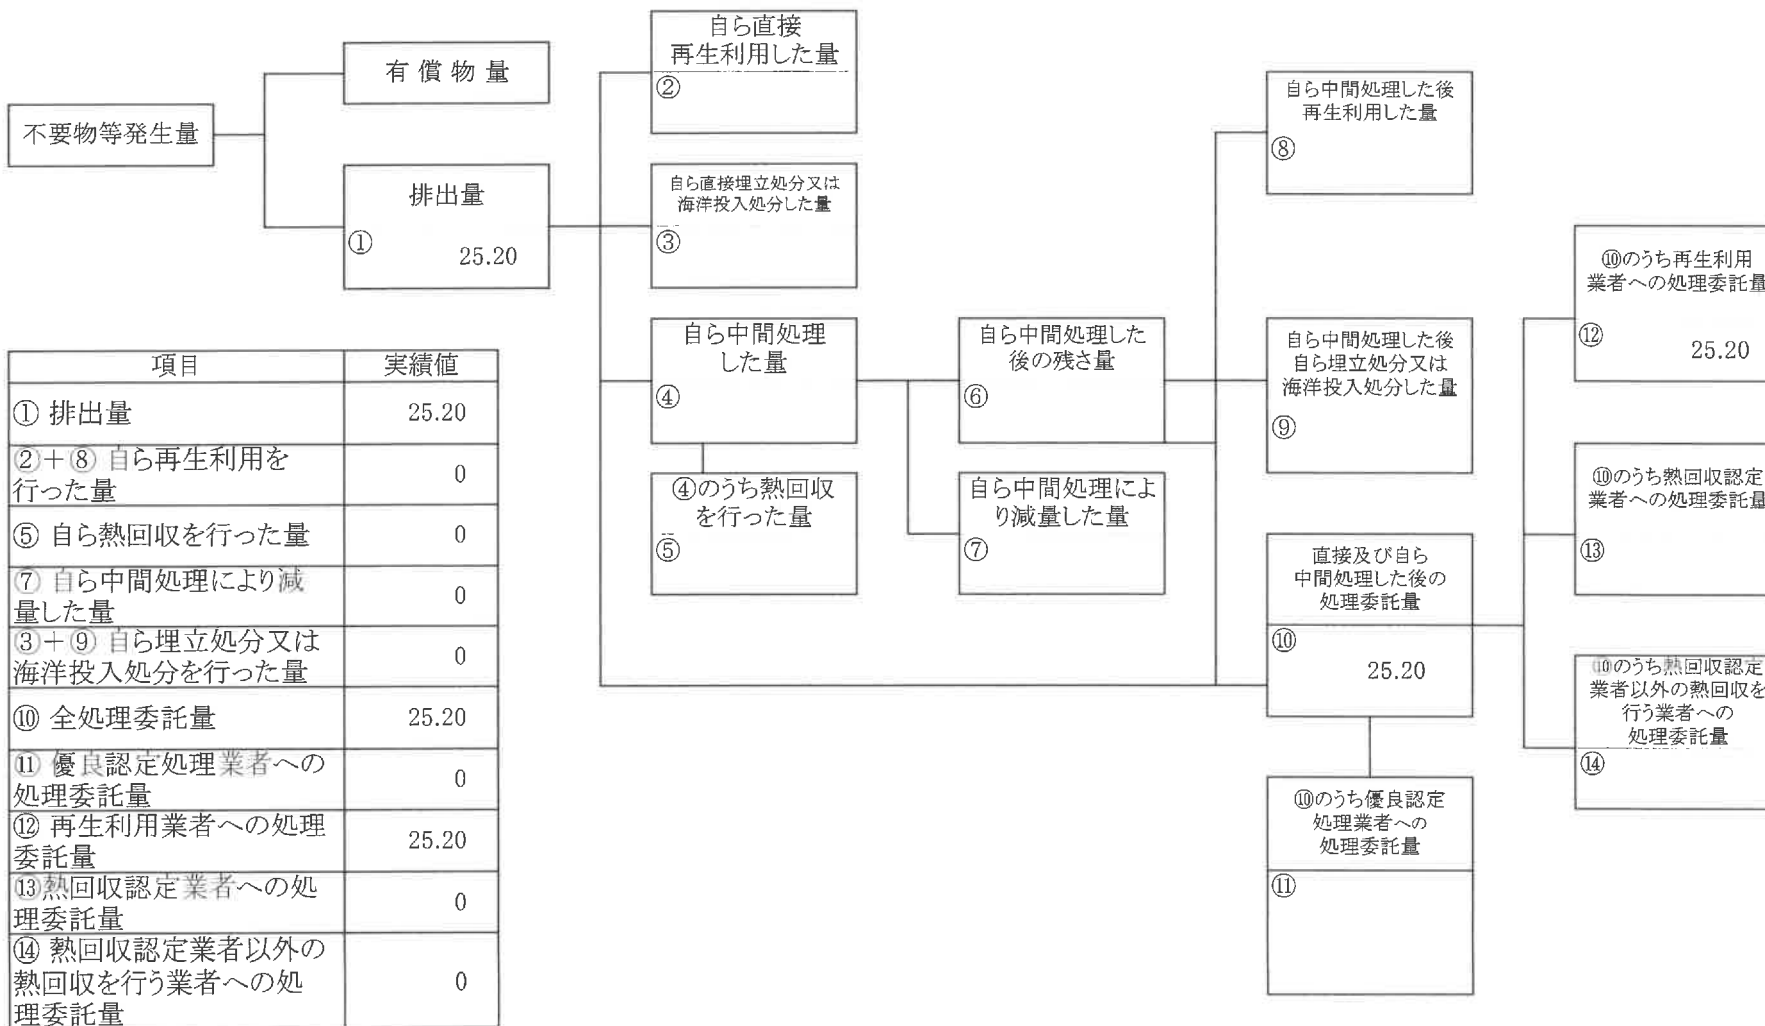 不要物等発生量
有償物量
排出量
①
25.20
自ら直接
再生利用した量
②
自ら直接埋立処分又は
海洋投入処分した量
③
自ら中間処理
した量
④
④のうち熱回収
を行った量
⑤
自ら中間処理した
後の残さ量
⑥
自ら中間処理によ
り減量した量
⑦
自ら中間処理した後
再生利用した量
⑧
自ら中間処理した後
自ら埋立処分又は
海洋投入処分した量
⑨
直接及び自ら
中間処理した後の
処理委託量
⑩
25.20
⑩のうち優良認定
処理業者への
処理委託量
⑪
⑩のうち再生利用
業者への処理委託量
⑫
25.20
⑩のうち熱回収認定
業者への処理委託量
⑬
⑩のうち熱回収認定
業者以外の熱回収を
行う業者への
処理委託量
⑭
項目 実績値
① 排出量 25.20
②+⑧ 自ら再生利用を
行った量 0
⑤ 自ら熱回収を行った量 0
⑦ 自ら中間処理により減
量した量 0
③+⑨ 自ら埋立処分又は
海洋投入処分を行った量 0
⑩ 全処理委託量 25.20
⑪ 優良認定処理業者への
処理委託量 0
⑫ 再生利用業者への処理
委託量 25.20
⑬熱回収認定業者への処
理委託量 0
⑭ 熱回収認定業者以外の
熱回収を行う業者への処
理委託量 0